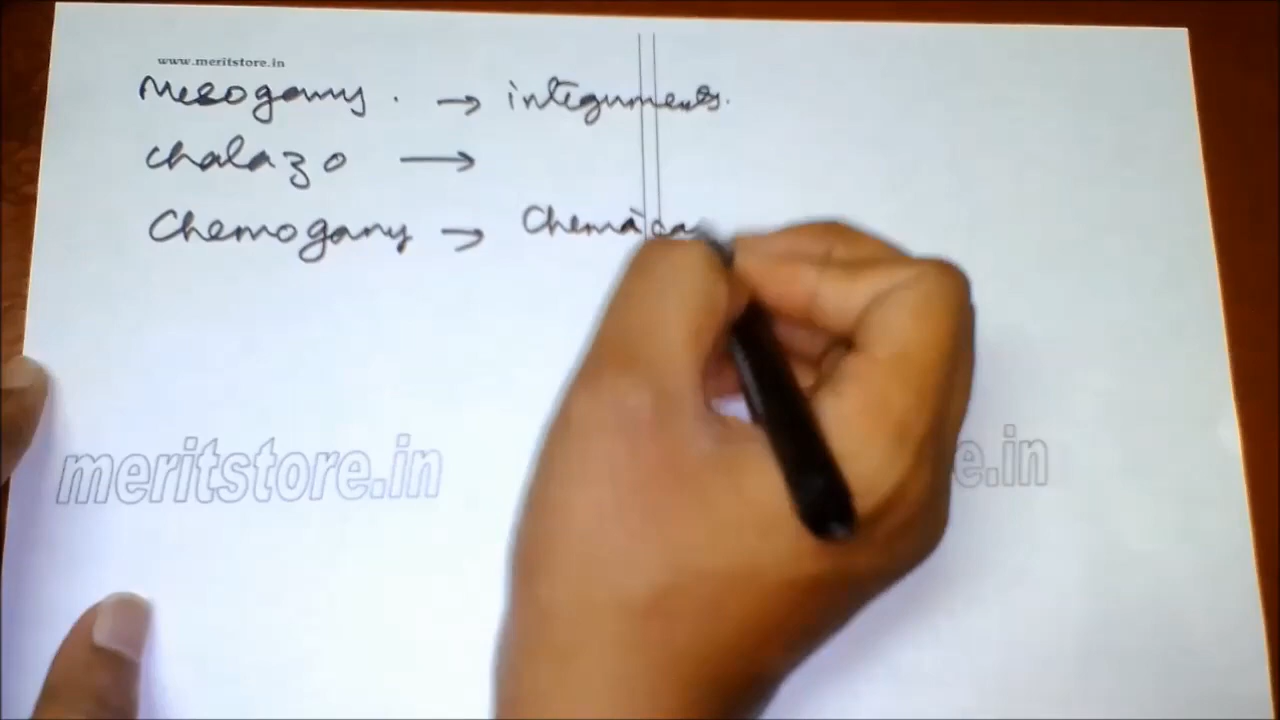 www.meritstore.in
Mesogamy . → integuments.
chalazo →
Chemogamy → Chemica
meritstore.in e.in